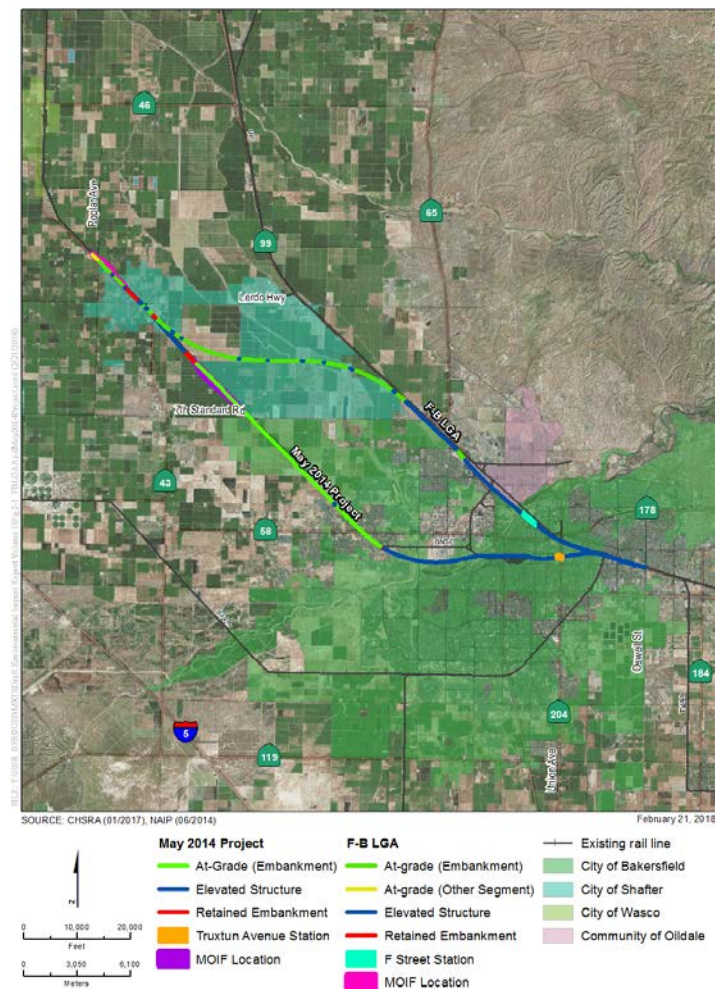 46
UP
Poplar Ave
65
99
Lerdo Hwy
7th Standard Rd
F-B LGA
May 2014 Project
43
178
58
BNSF
Oswell St
184
204
5
119
Union Ave
SOURCE: CHSRA (01/2017), NAIP (06/2014)
February 21, 2018
May 2014 Project
At-Grade (Embankment)
Elevated Structure
Retained Embankment
Truxtun Avenue Station
MOIF Location
F-B LGA
At-grade (Embankment)
At-grade (Other Segment)
Elevated Structure
Retained Embankment
F Street Station
MOIF Location
Existing rail line
City of Bakersfield
City of Shafter
City of Wasco
Community of Oildale
Z
0 10,000 20,000
Feet
0 3,050 6,100
Meters